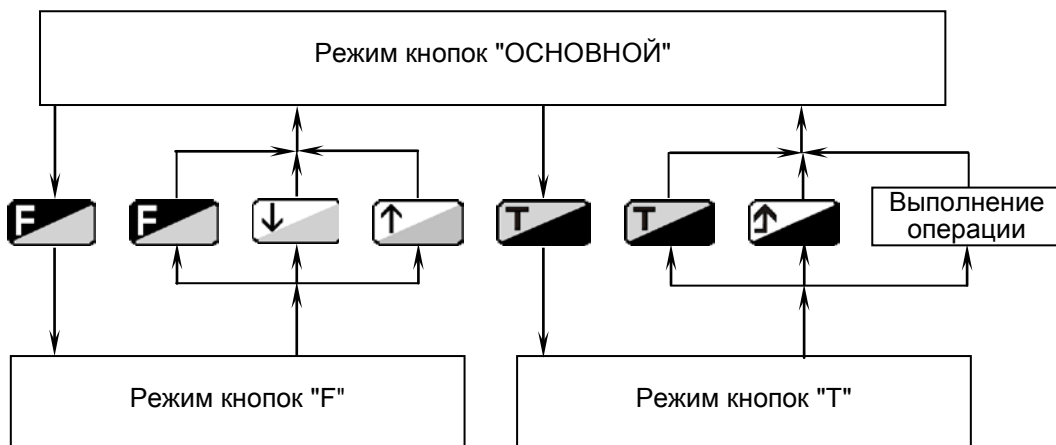 Режим кнопок "ОСНОВНОЙ"
F
F
T
T
Выполнение
операции
Режим кнопок "F"
Режим кнопок "Т"